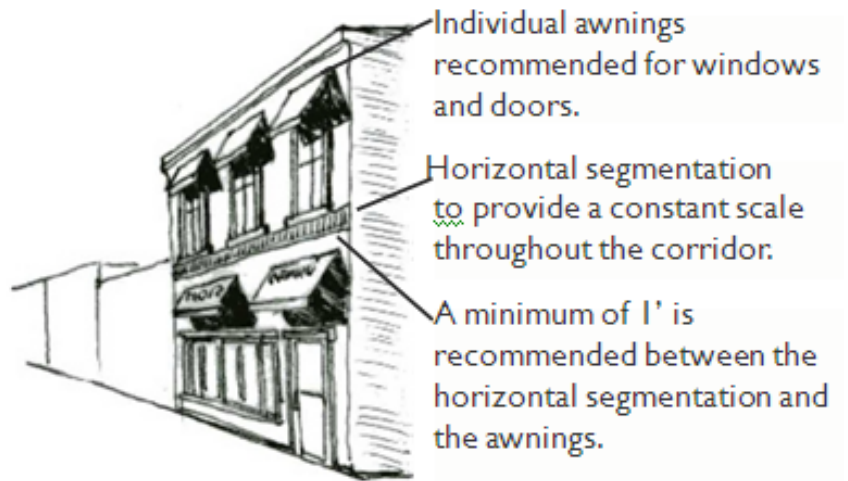 Individual awnings
recommended for windows
and doors.
Horizontal segmentation
to provide a constant scale
throughout the corridor.
A minimum of 1' is
recommended between the
horizontal segmentation and
the awnings.